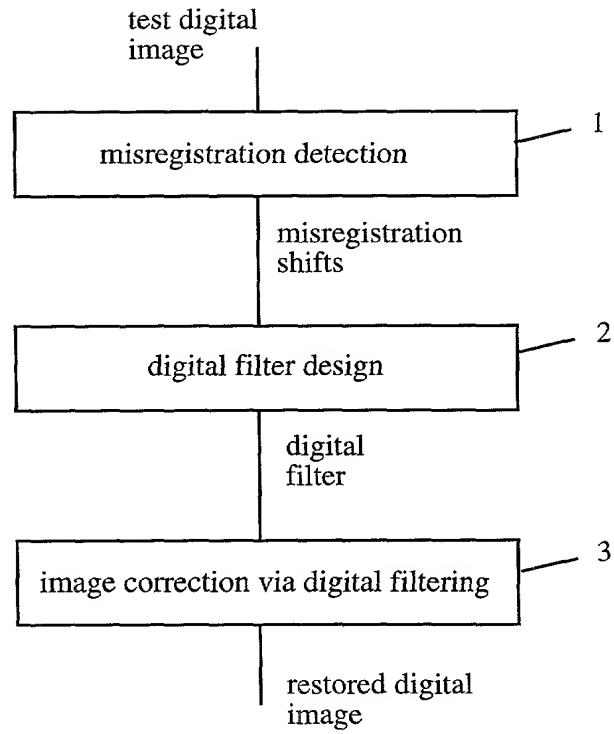 test digital
image
1
misregistration detection
misregistration
shifts
2
digital filter design
digital
filter
3
image correction via digital filtering
restored digital
image